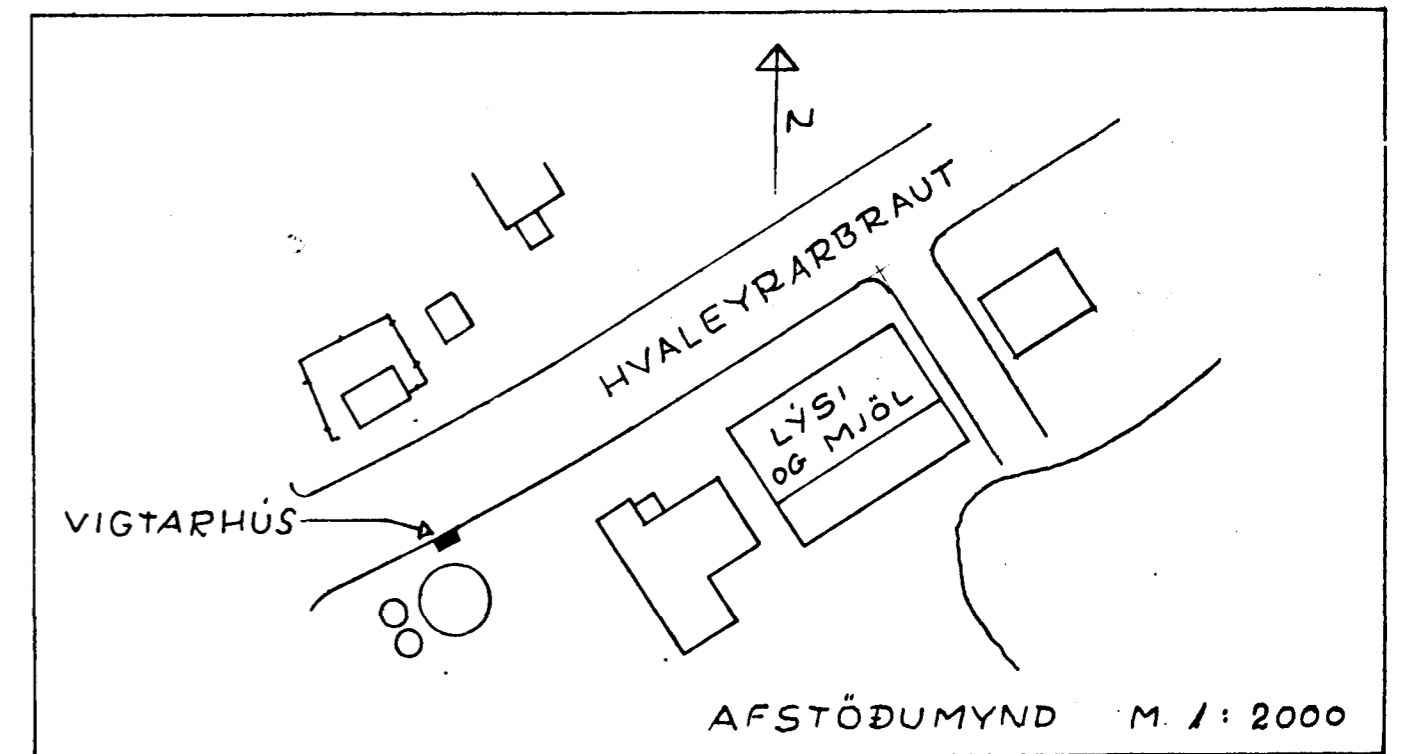 N
HVALEYRARBRAUT
LÝSI
OG MJÖL
VIGTARHÚS
AFSTÖÐUMYND M. 1: 2000